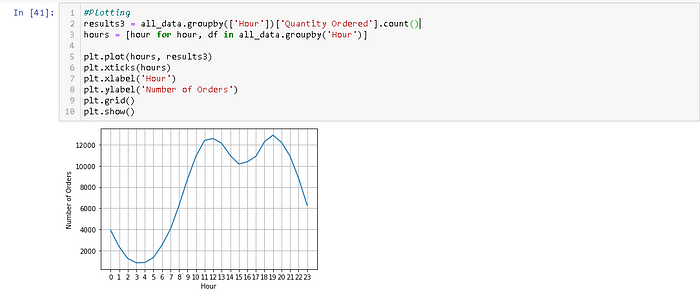 In [41]:
1 #Plotting
2 results3 = all_data.groupby(['Hour'])['Quantity Ordered'].count()
3 hours = [hour for hour, df in all_data.groupby('Hour')]
4
5 plt.plot(hours, results3)
6 plt.xticks(hours)
7 plt.xlabel('Hour')
8 plt.ylabel('Number of Orders')
9 plt.grid()
10 plt.show()
12000
10000
8000
6000
4000
2000
Number of Orders
0 1 2 3 4 5 6 7 8 9 10 11 12 13 14 15 16 17 18 19 20 21 22 23
Hour